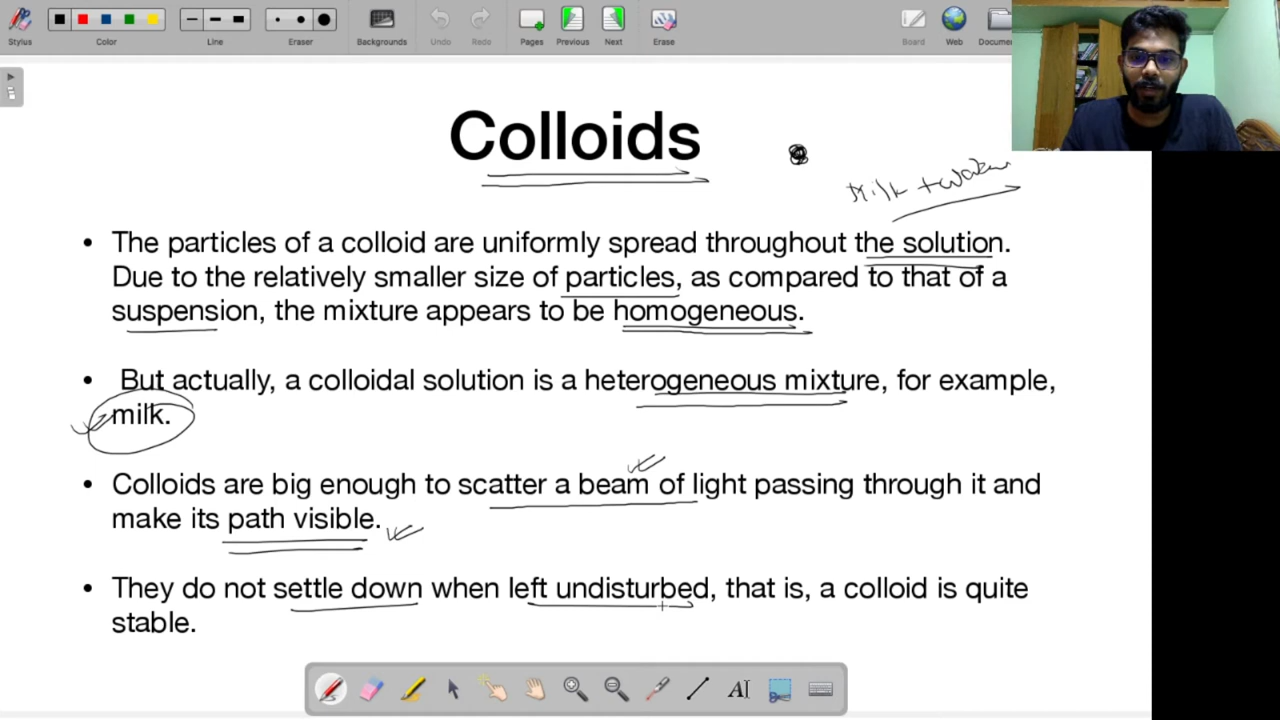 Stylus Color Line Eraser Backgrounds Undo Redo Pages Previous Next Erase Board Web
Colloids
Milk + water
• The particles of a colloid are uniformly spread throughout the solution.
Due to the relatively smaller size of particles, as compared to that of a
suspension, the mixture appears to be homogeneous.
• But actually, a colloidal solution is a heterogeneous mixture, for example,
milk.
• Colloids are big enough to scatter a beam of light passing through it and
make its path visible.
• They do not settle down when left undisturbed, that is, a colloid is quite
stable.